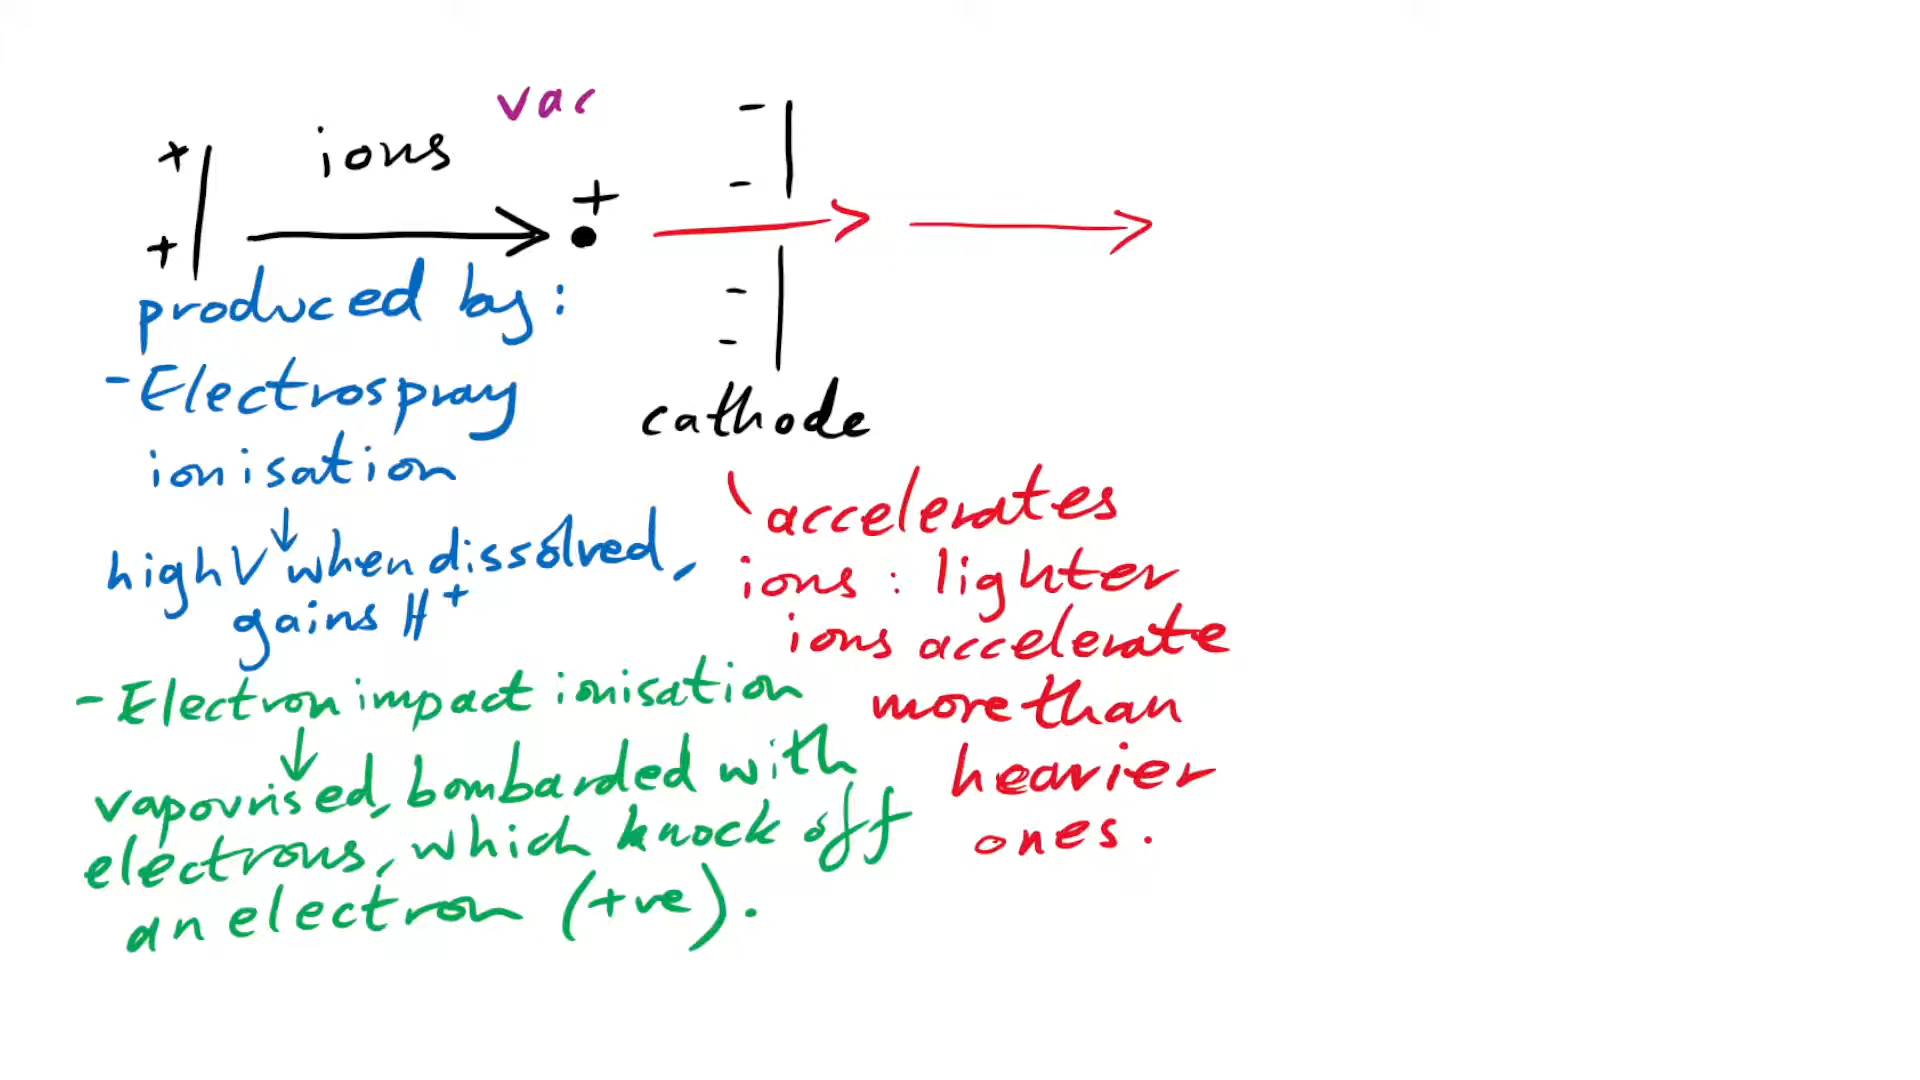 vac
ions
+
+
+
-
-
-
-
produced by:
- Electrospray
ionisation
↓
high V when dissolved,
gains H+
- Electron impact ionisation
↓
vapourised, bombarded with
electrons, which knock off
an electron (+ve).
cathode
accelerates
ions: lighter
ions accelerate
more than
heavier
ones.